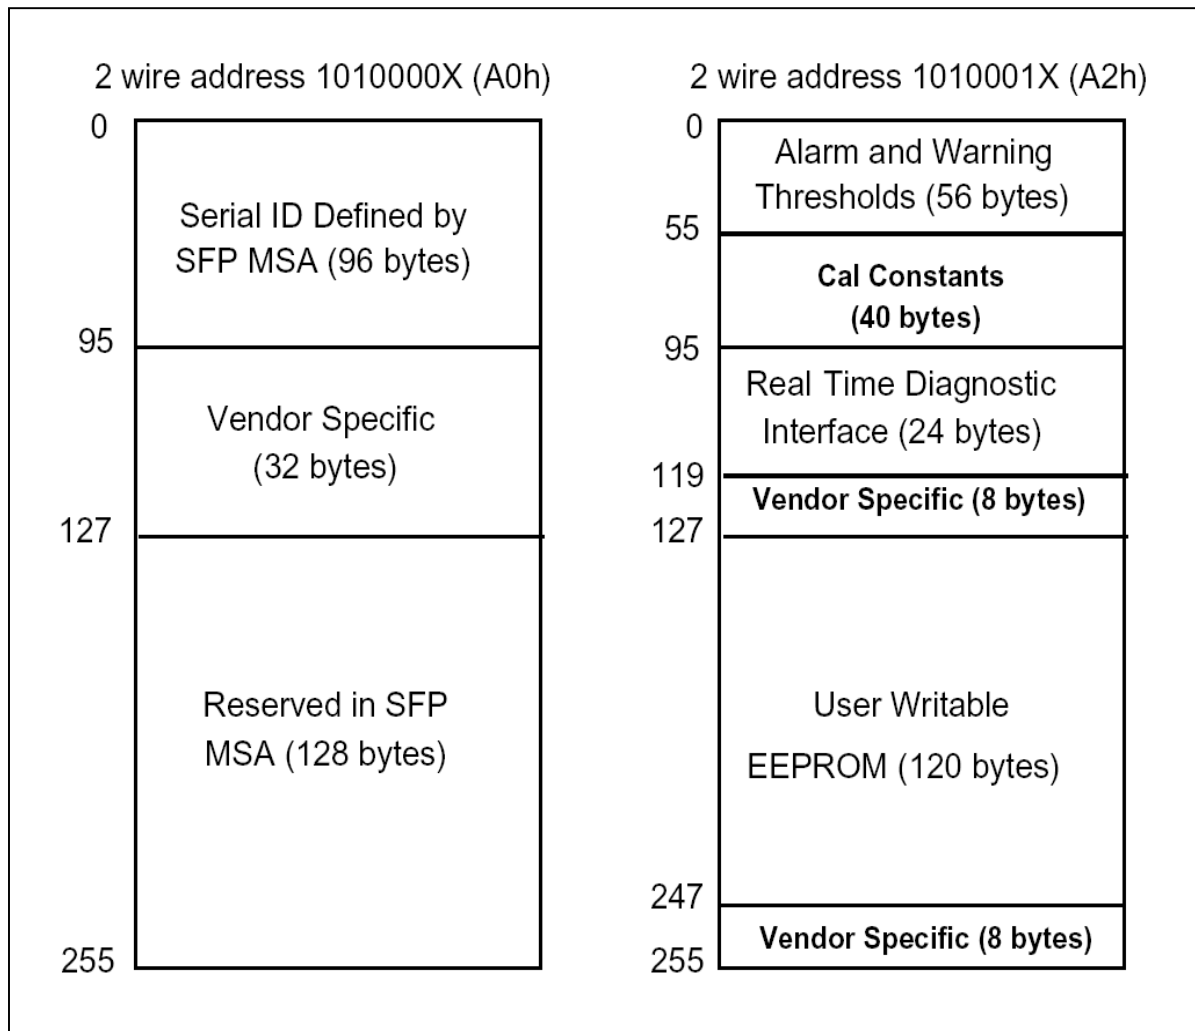 2 wire address 1010000X (A0h)
0
Serial ID Defined by
SFP MSA (96 bytes)
95
Vendor Specific
(32 bytes)
127
Reserved in SFP
MSA (128 bytes)
255
2 wire address 1010001X (A2h)
0
Alarm and Warning
Thresholds (56 bytes)
55
Cal Constants
(40 bytes)
95
Real Time Diagnostic
Interface (24 bytes)
119
Vendor Specific (8 bytes)
127
User Writable
EEPROM (120 bytes)
247
Vendor Specific (8 bytes)
255